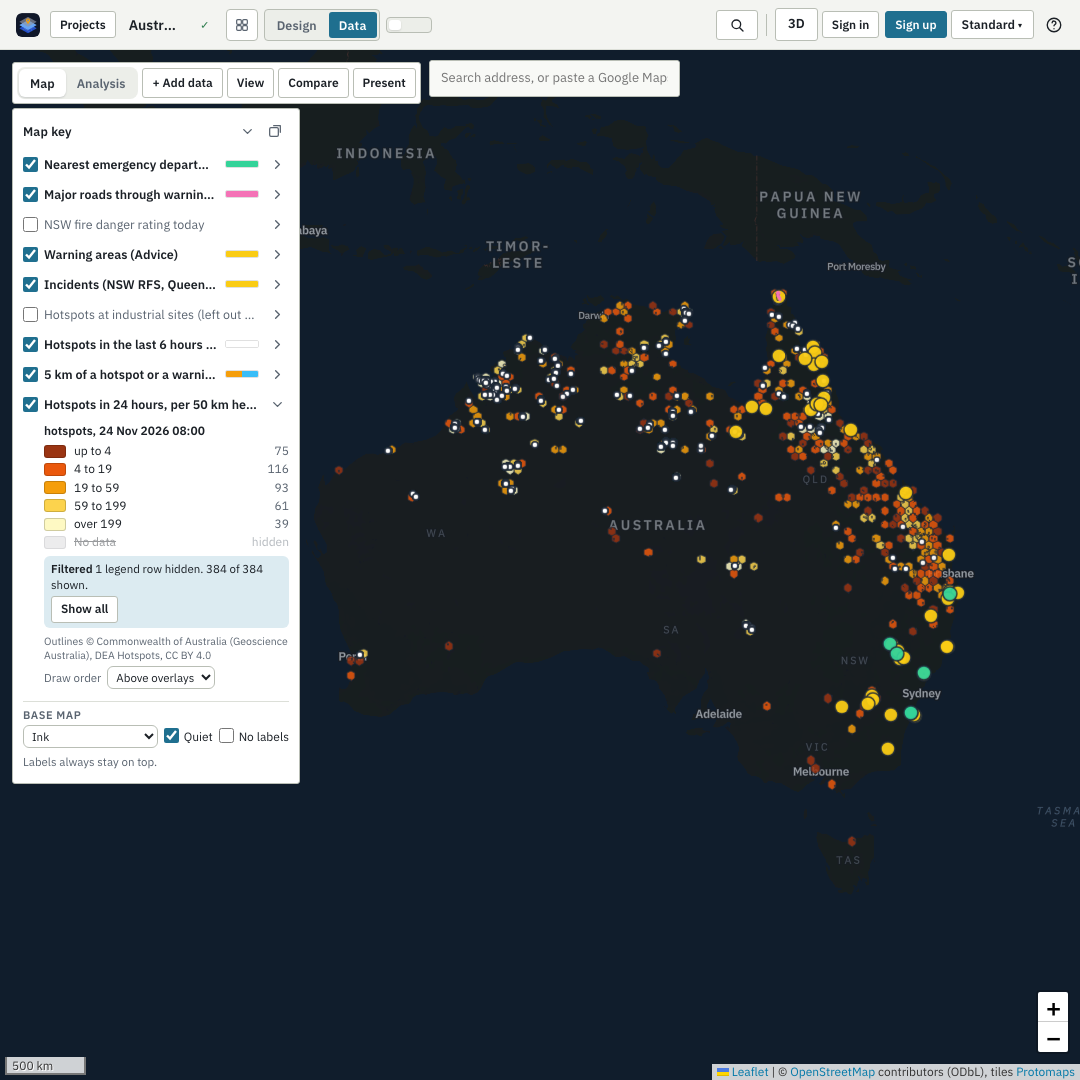 Projects
Austr...
✓
Design
Data
3D
Sign in
Sign up
Standard
Map
Analysis
+ Add data
View
Compare
Present
Search address, or paste a Google Map
Map key
Nearest emergency depart...
Major roads through warnin...
NSW fire danger rating today
Warning areas (Advice)
Incidents (NSW RFS, Queen...
Hotspots at industrial sites (left out ...
Hotspots in the last 6 hours ...
5 km of a hotspot or a warni...
Hotspots in 24 hours, per 50 km he...
hotspots, 24 Nov 2026 08:00
up to 4 75
4 to 19 116
19 to 59 93
59 to 199 61
over 199 39
No data hidden
Filtered 1 legend row hidden. 384 of 384
shown.
Show all
Outlines © Commonwealth of Australia (Geoscience
Australia), DEA Hotspots, CC BY 4.0
Draw order Above overlays
BASE MAP
Ink
Quiet
No labels
Labels always stay on top.
INDONESIA
abaya
TIMOR-
LESTE
PAPUA NEW
GUINEA
Port Moresby
S
I
Darw
QLD
AUSTRALIA
WA
sbane
SA
NSW
Sydney
Adelaide
VIC
Melbourne
TASMA
SEA
TAS
+
−
500 km
Leaflet | © OpenStreetMap contributors (ODbL), tiles Protomaps